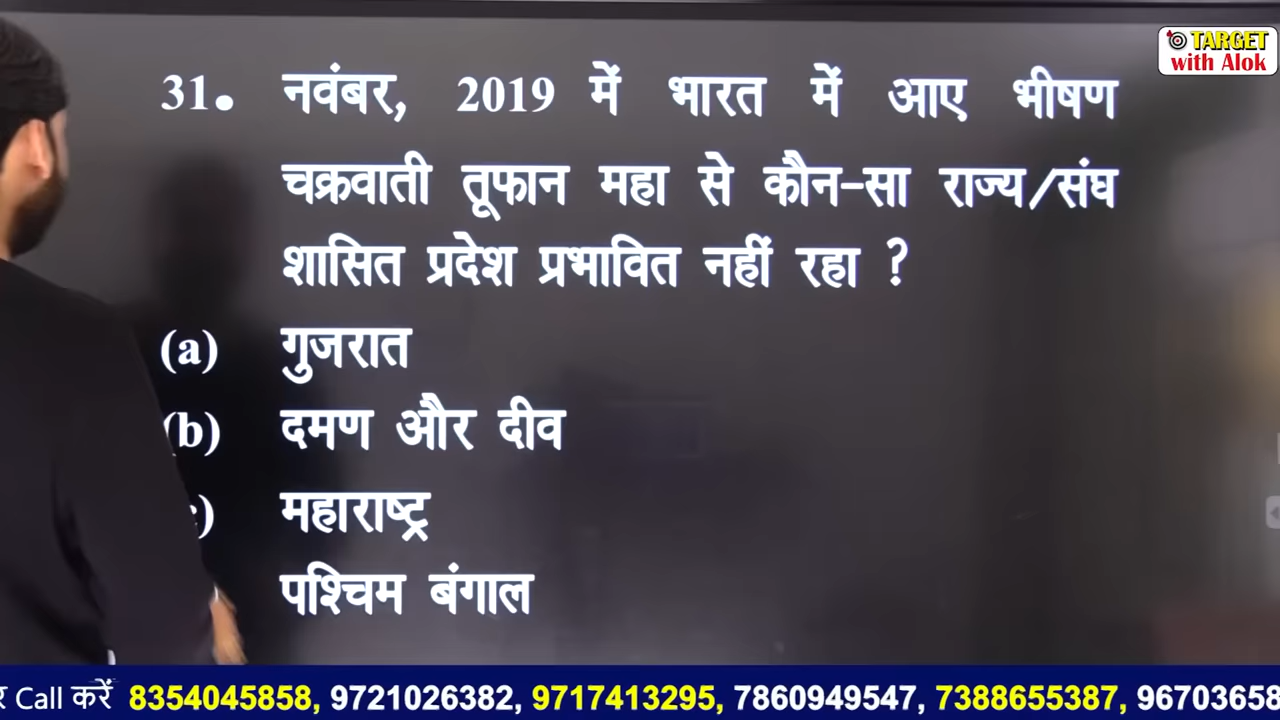 TARGET
with Alok
31. नवंबर, 2019 में भारत में आए भीषण
चक्रवाती तूफान महा से कौन-सा राज्य/संघ
शासित प्रदेश प्रभावित नहीं रहा ?
(a) गुजरात
(b) दमण और दीव
) महाराष्ट्र
पश्चिम बंगाल
Call करें 8354045858, 9721026382, 9717413295, 7860949547, 7388655387, 96703658